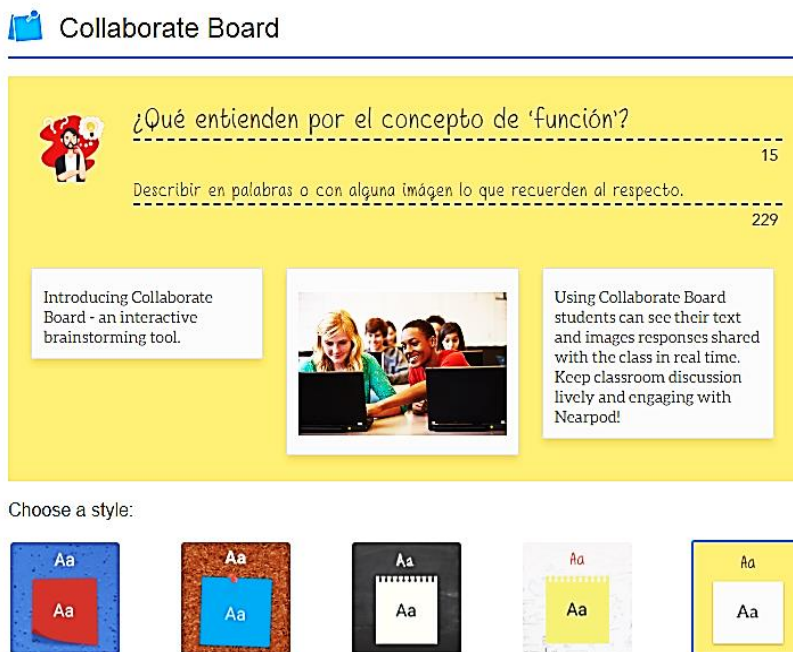 Collaborate Board
¿Qué entienden por el concepto de ‘función’?
15
Describir en palabras o con alguna imágen lo que recuerden al respecto.
229
Introducing Collaborate
Board - an interactive
brainstorming tool.
Using Collaborate Board
students can see their text
and images responses shared
with the class in real time.
Keep classroom discussion
lively and engaging with
Nearpod!
Choose a style:
Aa
Aa
Aa
Aa
Aa
Aa
Aa
Aa
Aa
Aa